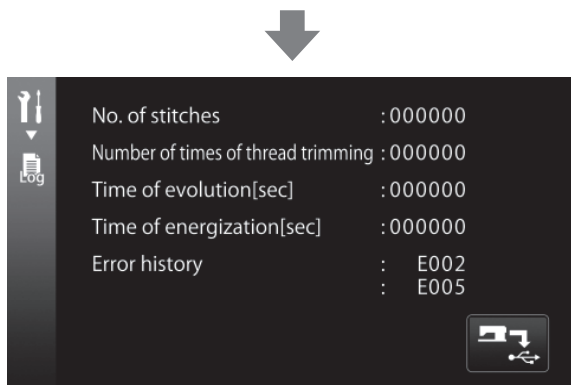 Log
No. of stitches :000000
Number of times of thread trimming :000000
Time of evolution[sec] :000000
Time of energization[sec] :000000
Error history : E002
: E005